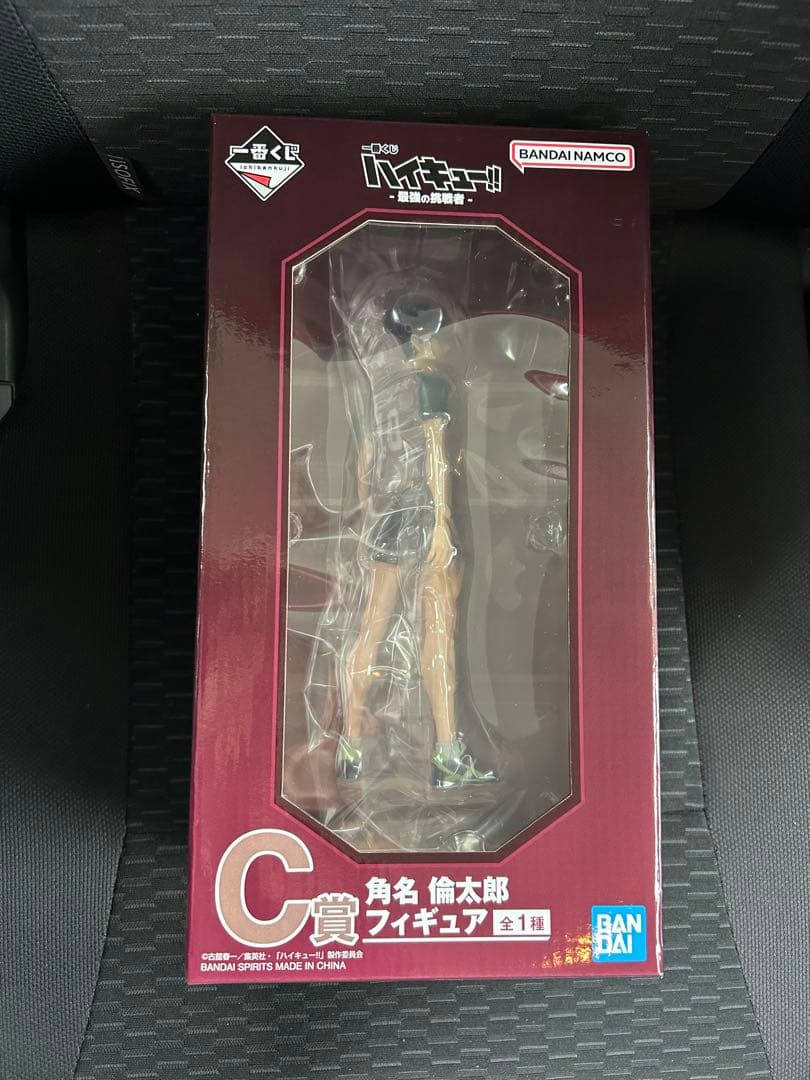 一番くじ
ichibankuji
一番くじ
ハイキュー!!
- 最強の挑戦者 -
BANDAI NAMCO
ISOFIX
C賞
角名 倫太郎
フィギュア 全1種
©古舘春一／集英社・「ハイキュー!!」製作委員会
BANDAI SPIRITS MADE IN CHINA
BAN
DAI